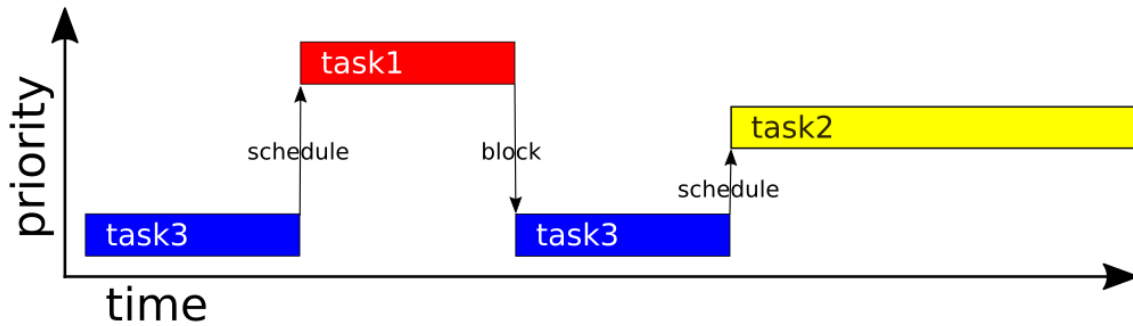 priority
task1
task2
schedule
block
schedule
task3
task3
time